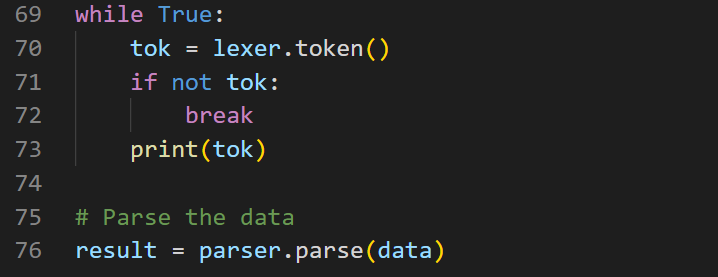 69 while True:
70     tok = lexer.token()
71     if not tok:
72         break
73     print(tok)
74
75 # Parse the data
76 result = parser.parse(data)